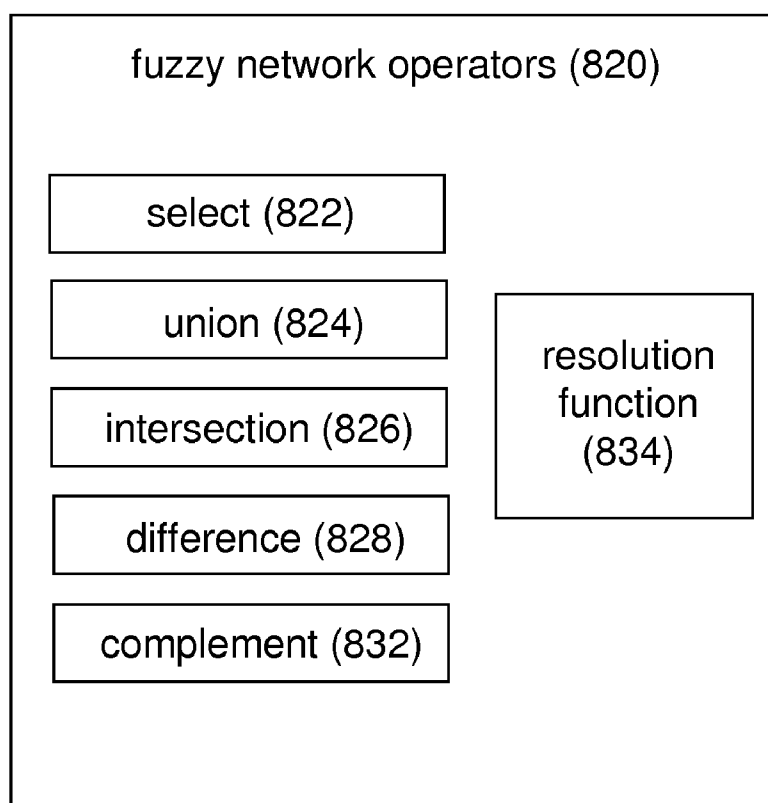 fuzzy network operators (820)
select (822)
union (824)
intersection (826)
difference (828)
complement (832)
resolution
function
(834)